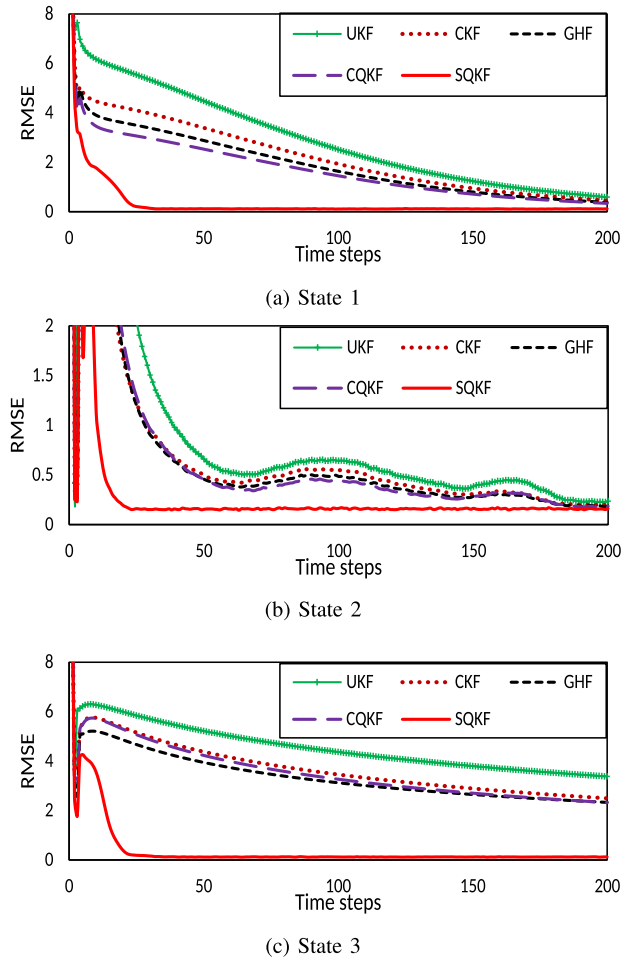 8
6
4
2
0
RMSE
UKF CKF GHF
CQKF SQKF
0 50 100 150 200
Time steps
(a) State 1
2
1.5
1
0.5
0
RMSE
UKF CKF GHF
CQKF SQKF
0 50 100 150 200
Time steps
(b) State 2
8
6
4
2
0
RMSE
UKF CKF GHF
CQKF SQKF
0 50 100 150 200
Time steps
(c) State 3